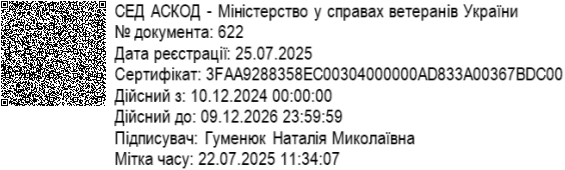 СЕД АСКОД - Міністерство у справах ветеранів України
№ документа: 622
Дата реєстрації: 25.07.2025
Сертифікат: 3FAA9288358EC00304000000AD833A00367BDC00
Дійсний з: 10.12.2024 00:00:00
Дійсний до: 09.12.2026 23:59:59
Підписувач: Гуменюк Наталія Миколаївна
Мітка часу: 22.07.2025 11:34:07